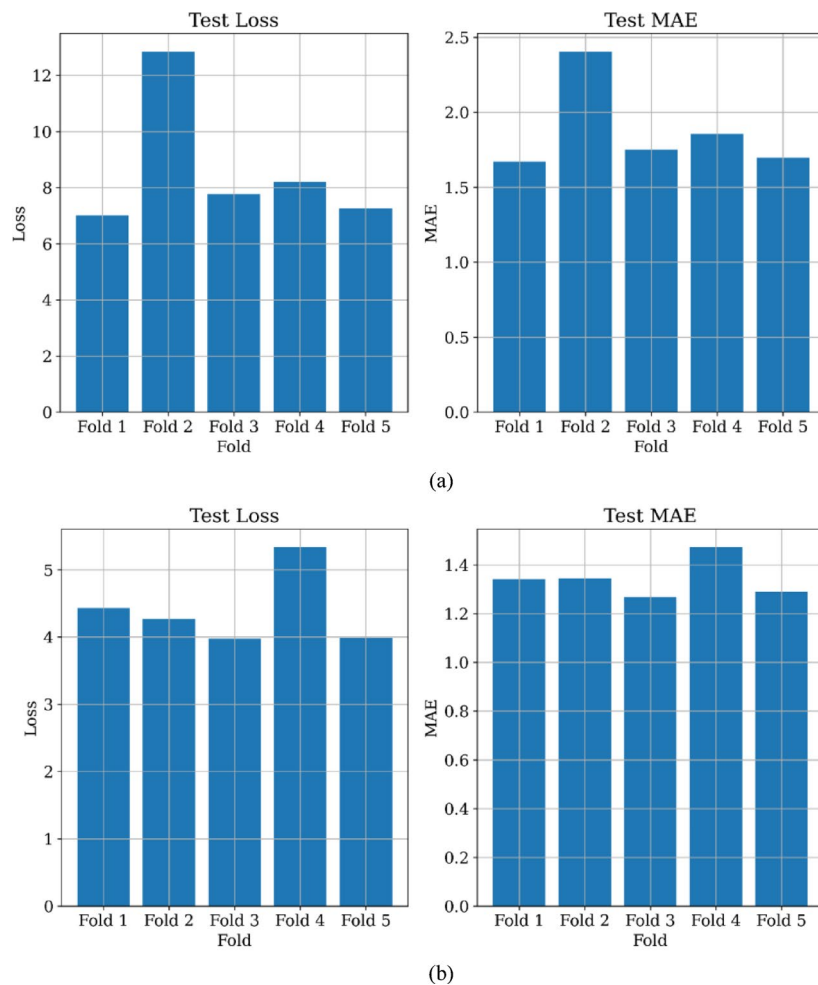 Test Loss
Test MAE
Loss
12
10
8
6
4
2
0
Fold 1 Fold 2 Fold 3 Fold 4 Fold 5
Fold
MAE
2.5
2.0
1.5
1.0
0.5
0.0
Fold 1 Fold 2 Fold 3 Fold 4 Fold 5
Fold
(a)
Test Loss
Test MAE
Loss
5
4
3
2
1
0
Fold 1 Fold 2 Fold 3 Fold 4 Fold 5
Fold
MAE
1.4
1.2
1.0
0.8
0.6
0.4
0.2
0.0
Fold 1 Fold 2 Fold 3 Fold 4 Fold 5
Fold
(b)